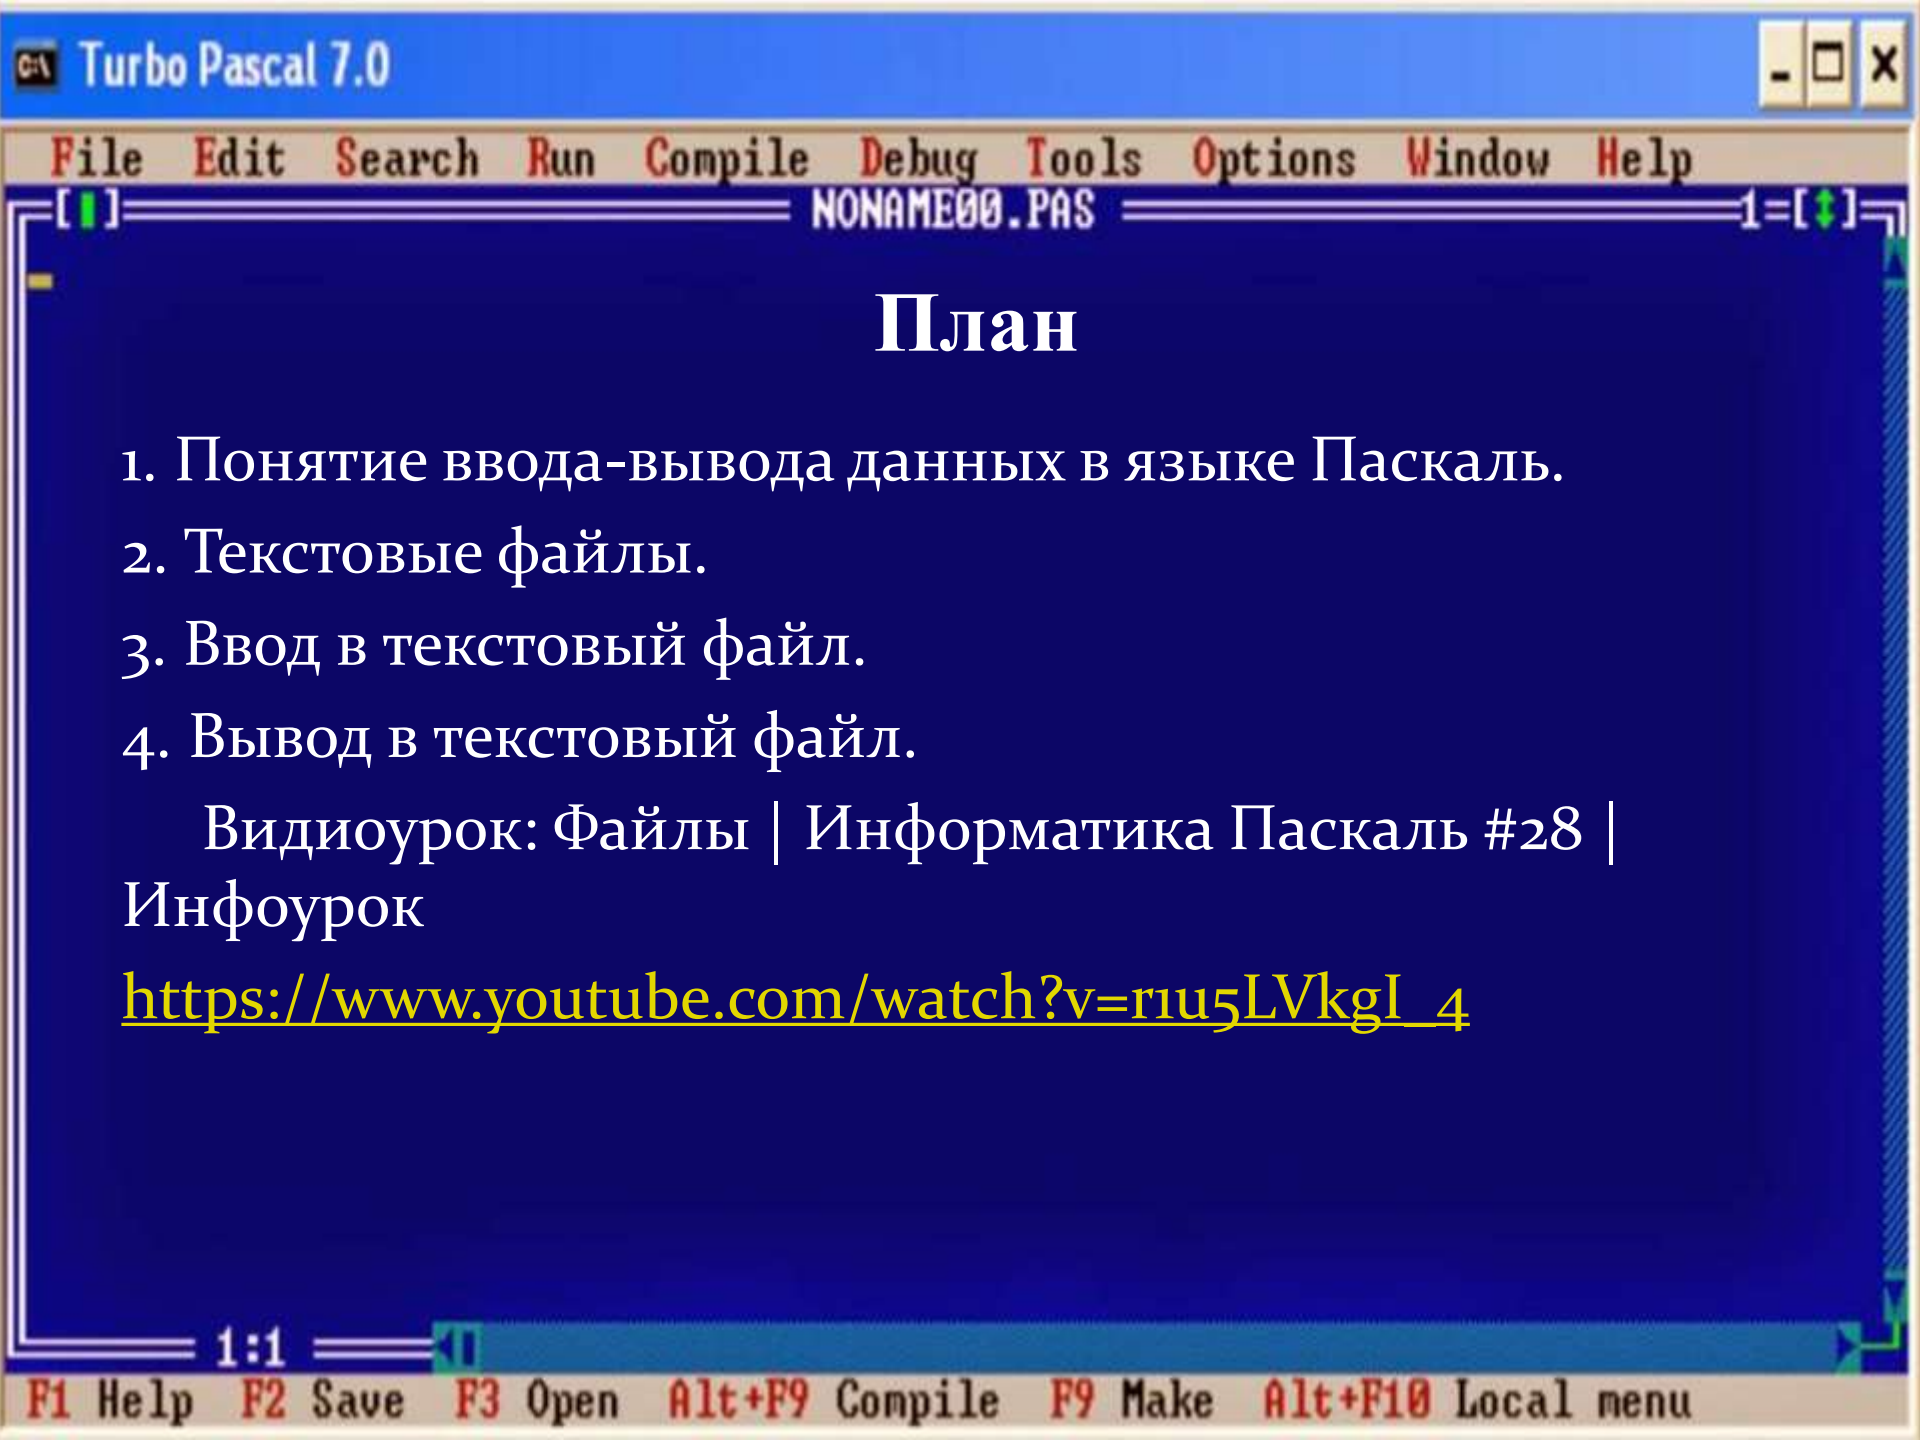 Turbo Pascal 7.0
File Edit Search Run Compile Debug Tools Options Window Help
NONAME00.PAS
1=[↕]
План
1. Понятие ввода-вывода данных в языке Паскаль.
2. Текстовые файлы.
3. Ввод в текстовый файл.
4. Вывод в текстовый файл.
Видиоурок: Файлы | Информатика Паскаль #28 |
Инфоурок
https://www.youtube.com/watch?v=r1u5LVkgI_4
1:1
F1 Help F2 Save F3 Open Alt+F9 Compile F9 Make Alt+F10 Local menu